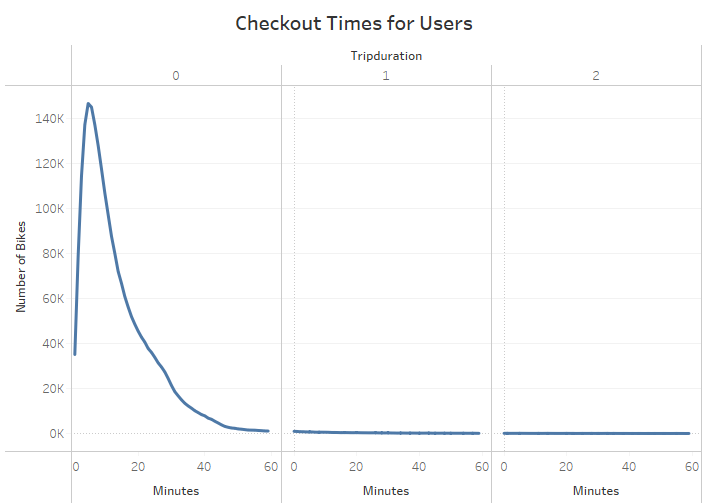 Checkout Times for Users
Tripduration
0 1 2
140K
120K
100K
80K
60K
40K
20K
0K
Number of Bikes
0 20 40 60 0 20 40 60 0 20 40 60
Minutes Minutes Minutes